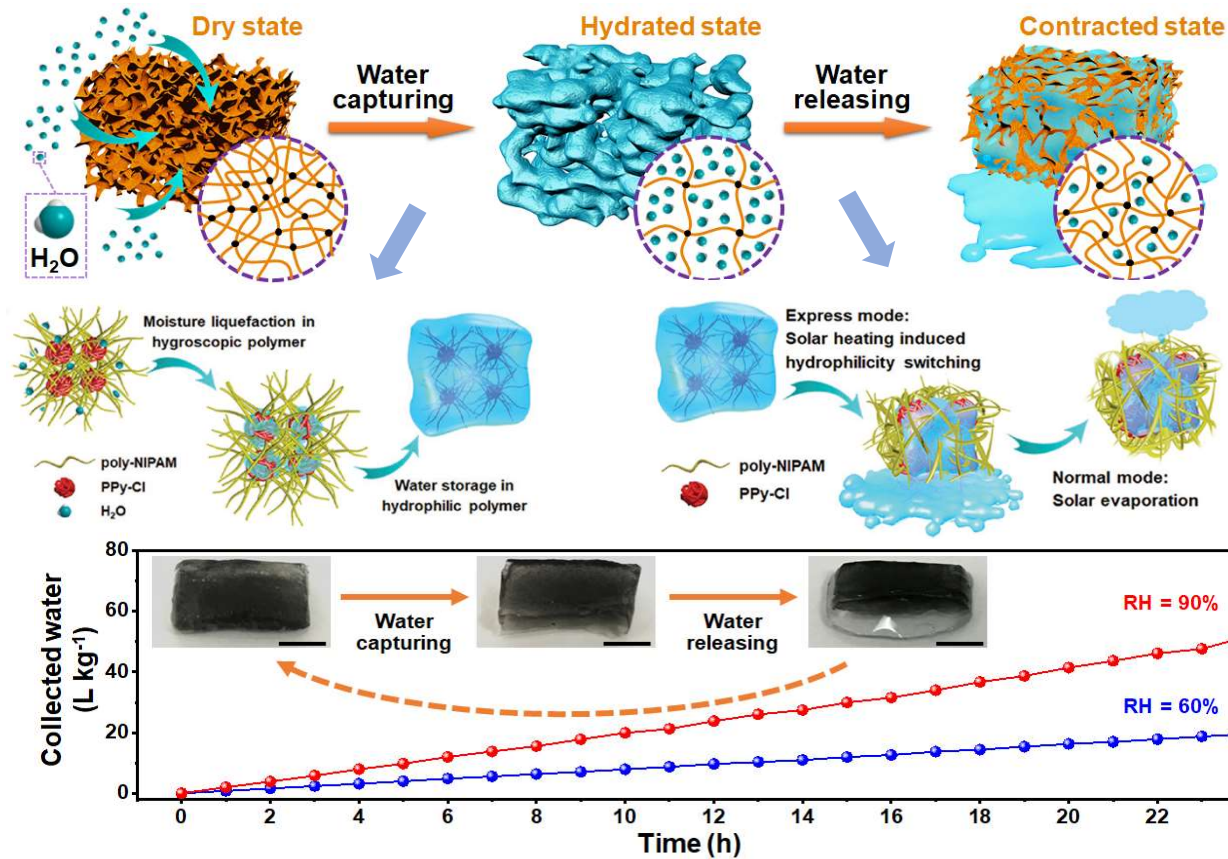 Dry state
Hydrated state
Contracted state
Water
capturing
Water
releasing
H₂O
Moisture liquefaction in
hygroscopic polymer
poly-NIPAM
PPy-Cl
H₂O
Water storage in
hydrophilic polymer
Express mode:
Solar heating induced
hydrophilicity switching
poly-NIPAM
PPy-Cl
Normal mode:
Solar evaporation
Collected water
(L kg⁻¹)
80
60
40
20
0
Water
capturing
Water
releasing
RH = 90%
RH = 60%
0 2 4 6 8 10 12 14 16 18 20 22
Time (h)